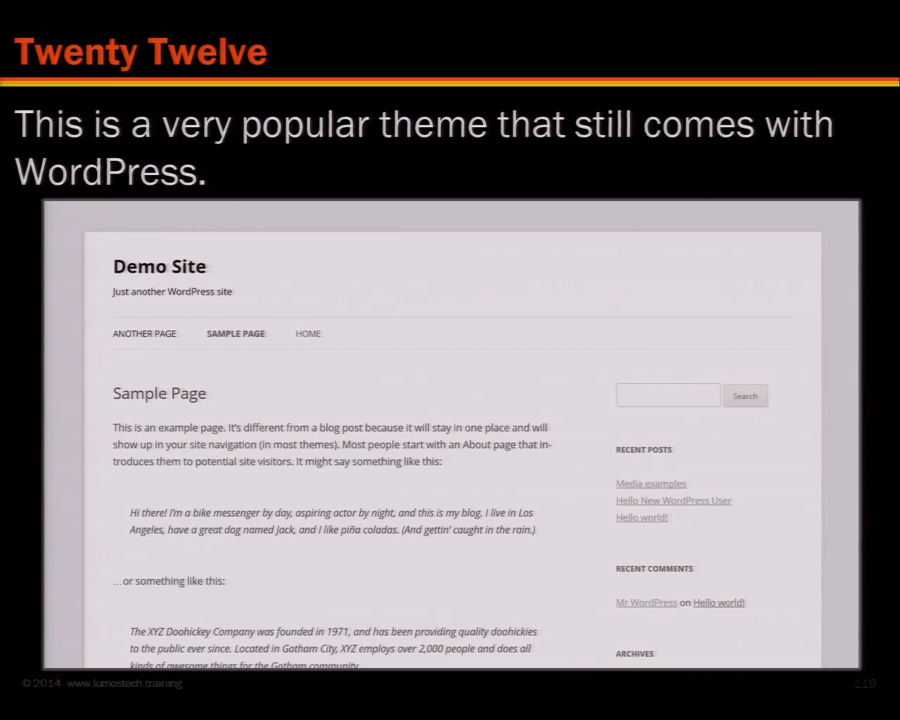 Twenty Twelve
This is a very popular theme that still comes with
WordPress.
Demo Site
Just another WordPress site
ANOTHER PAGE SAMPLE PAGE HOME
Sample Page
This is an example page. It's different from a blog post because it will stay in one place and will
show up in your site navigation (in most themes). Most people start with an About page that in-
troduces them to potential site visitors. It might say something like this:
Hi there! I'm a bike messenger by day, aspiring actor by night, and this is my blog. I live in Los
Angeles, have a great dog named Jack, and I like piña coladas. (And gettin' caught in the rain.)
...or something like this:
The XYZ Doohickey Company was founded in 1971, and has been providing quality doohickies
to the public ever since. Located in Gotham City, XYZ employs over 2,000 people and does all
kinds of awesome things for the Gotham community.
Search
RECENT POSTS
Media examples
Hello New WordPress User
Hello world!
RECENT COMMENTS
Mr WordPress on Hello world!
ARCHIVES
© 2014 www.lumostech.training
119